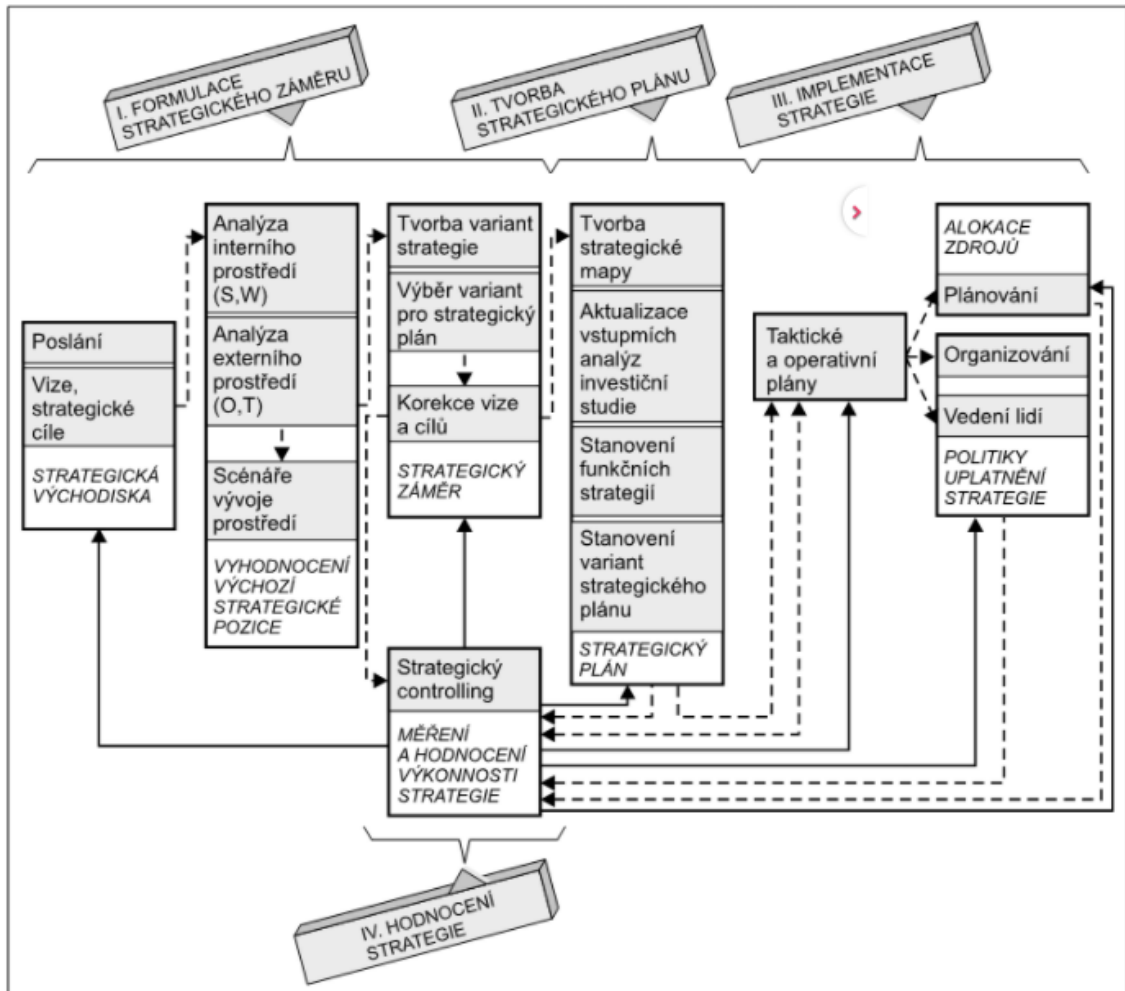 I. FORMULACE
STRATEGICKÉHO ZÁMĚRU
II. TVORBA
STRATEGICKÉHO PLÁNU
III. IMPLEMENTACE
STRATEGIE
Poslání
Vize,
strategické
cíle
STRATEGICKÁ
VÝCHODISKA
Analýza
interního
prostředí
(S,W)
Analýza
externího
prostředí
(O,T)
Scénáře
vývoje
prostředí
VYHODNOCENÍ
VÝCHOZÍ
STRATEGICKÉ
POZICE
Tvorba variant
strategie
Výběr variant
pro strategický
plán
Korekce vize
a cílů
STRATEGICKÝ
ZÁMĚR
Tvorba
strategické
mapy
Aktualizace
vstupmích
analýz
investiční
studie
Stanovení
funkčních
strategií
Stanovení
variant
strategického
plánu
STRATEGICKÝ
PLÁN
Taktické
a operativní
plány
ALOKACE
ZDROJŮ
Plánování
Organizování
Vedení lidí
POLITIKY
UPLATNĚNÍ
STRATEGIE
Strategický
controlling
MĚŘENÍ
A HODNOCENÍ
VÝKONNOSTI
STRATEGIE
IV. HODNOCENÍ
STRATEGIE